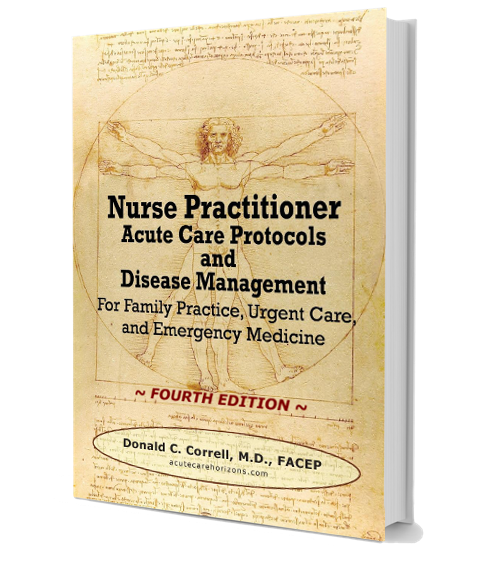 Nurse Practitioner
Acute Care Protocols
and
Disease Management
For Family Practice, Urgent Care,
and Emergency Medicine
~ FOURTH EDITION ~
Donald C. Correll, M.D., FACEP
acutecarehorizons.com